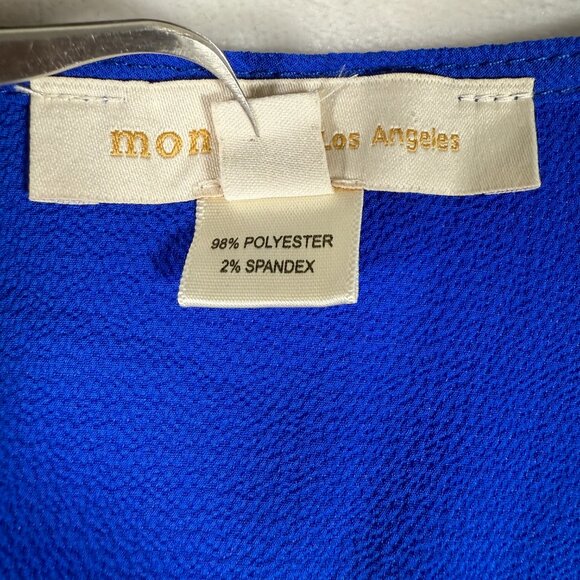 mon Los Angeles
98% POLYESTER
2% SPANDEX